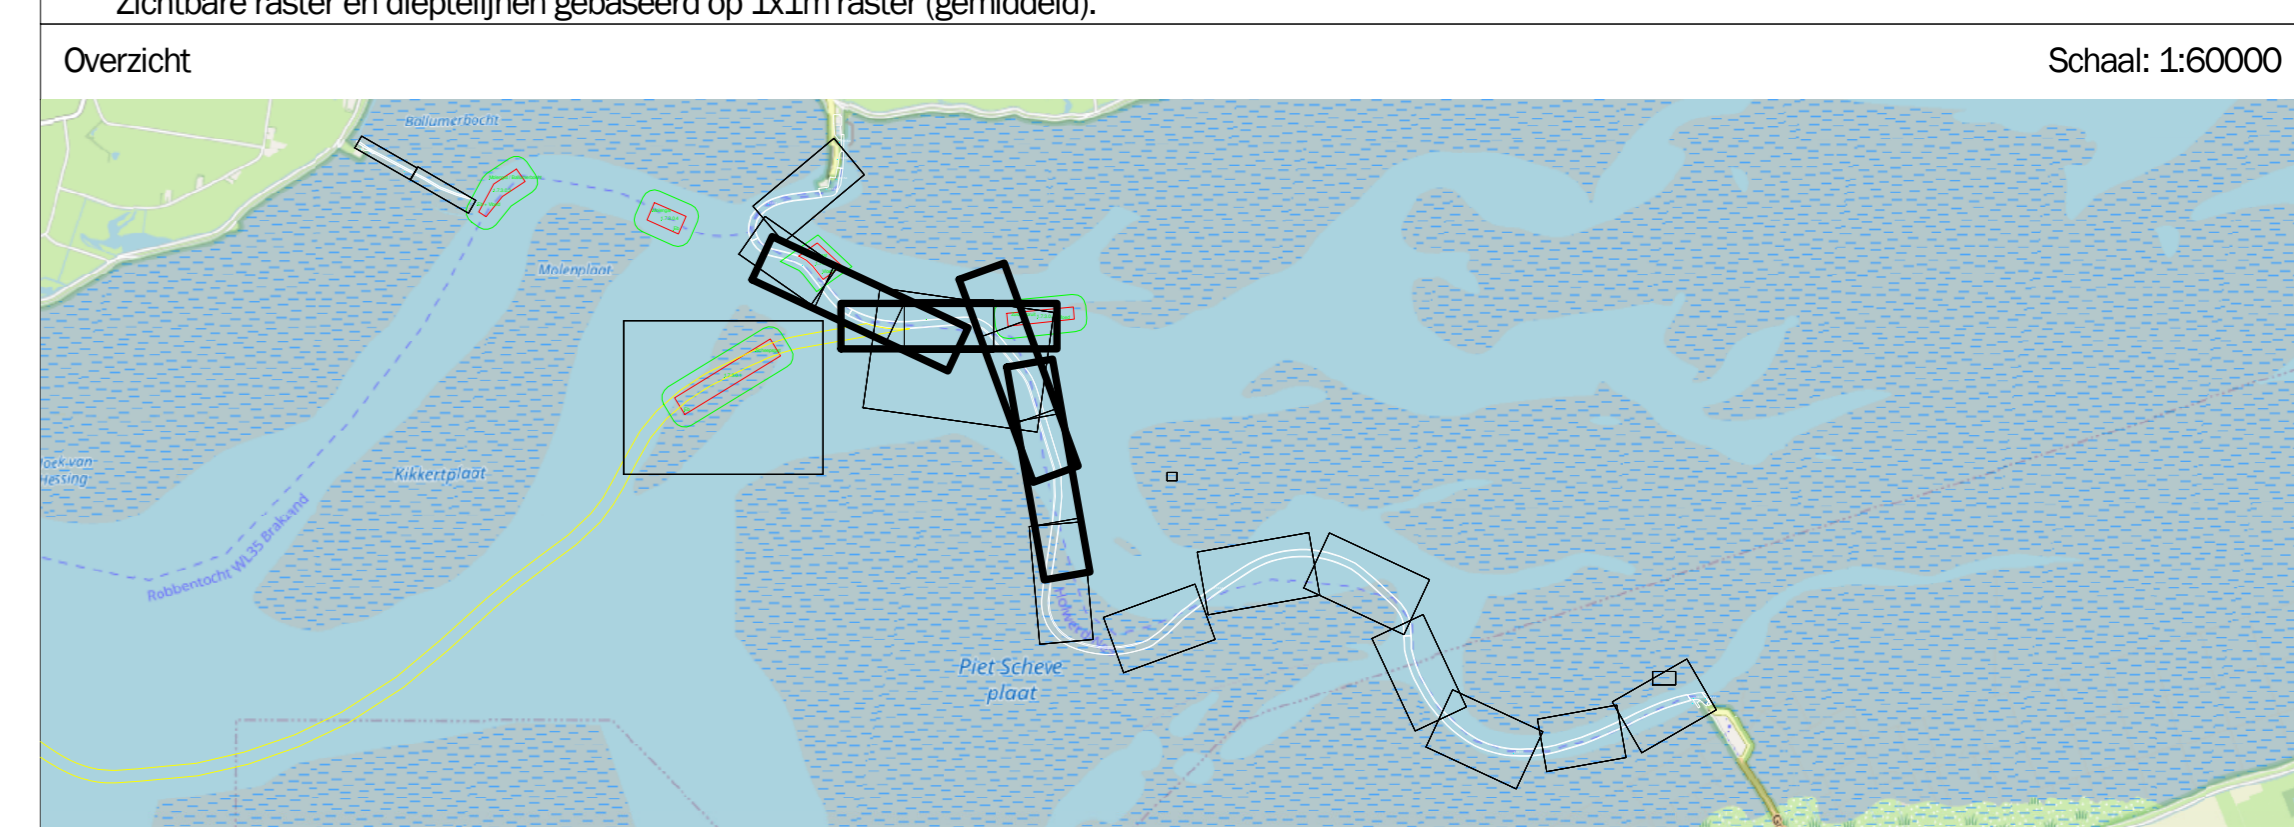 Zichtbare raster en dieptelijnen gebaseerd op 1x1m raster (gemiddeld).
Overzicht
Schaal: 1:60000
Ballumerbocht
Molenplaat
Kikkertplaat
Robbentocht WL35
Piet Scheve
plaat